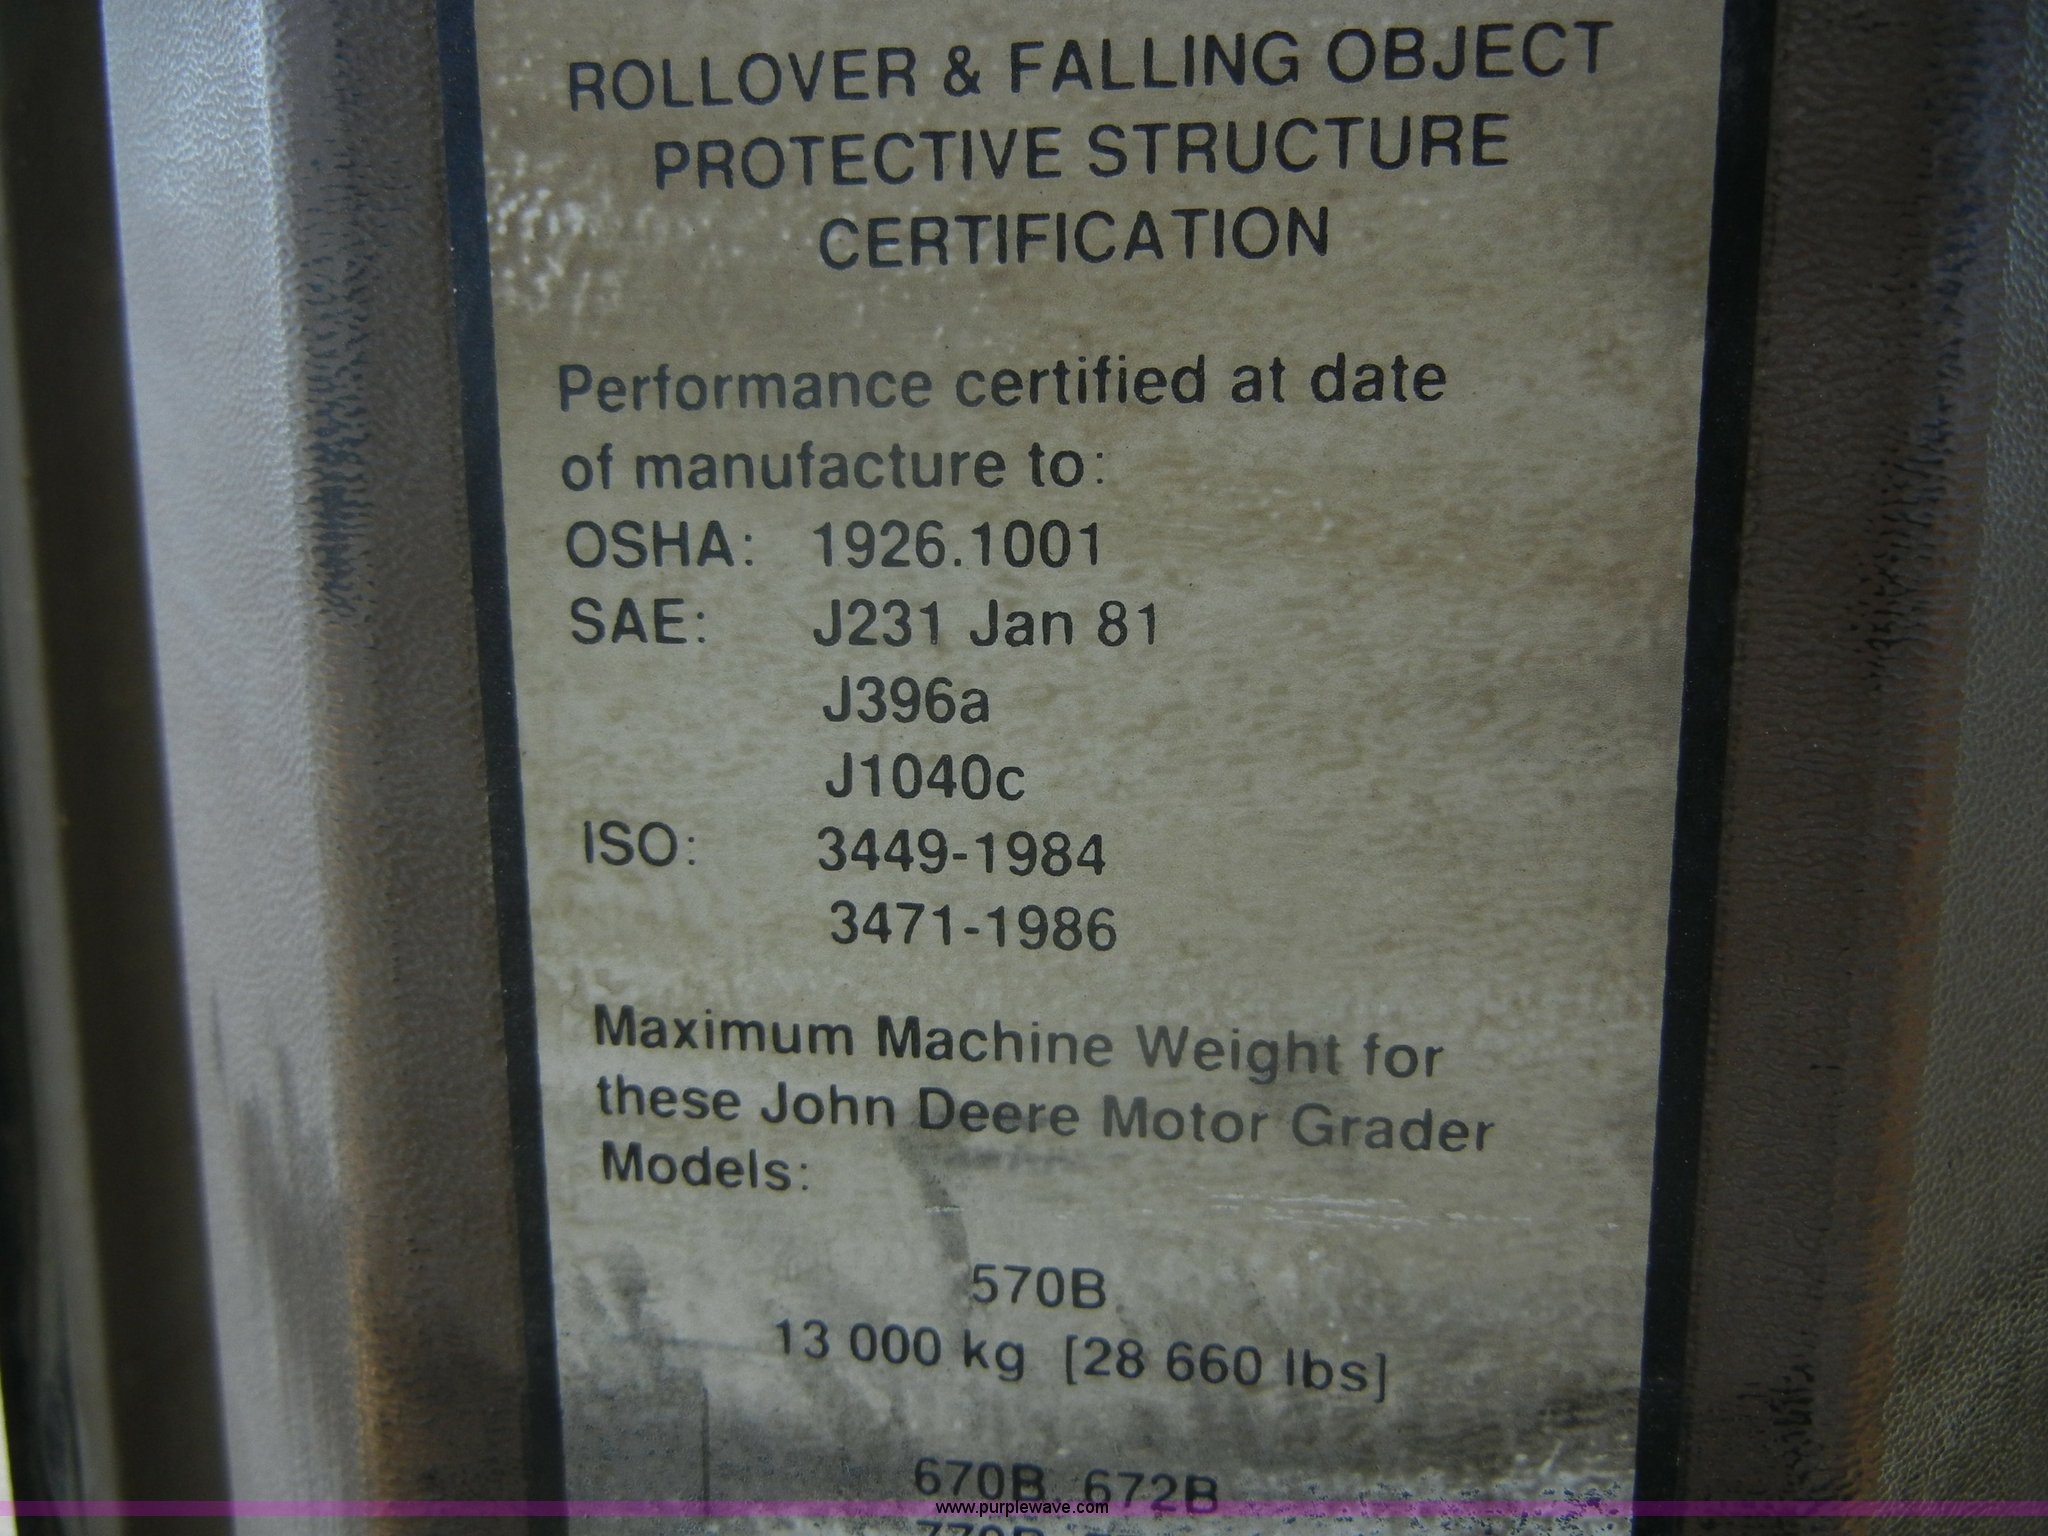 ROLLOVER & FALLING OBJECT
PROTECTIVE STRUCTURE
CERTIFICATION
Performance certified at date
of manufacture to:
OSHA: 1926.1001
SAE: J231 Jan 81
J396a
J1040c
ISO: 3449-1984
3471-1986
Maximum Machine Weight for
these John Deere Motor Grader
Models:
570B
13 000 kg [28 660 lbs]
670B, 672B
www.purplewave.com